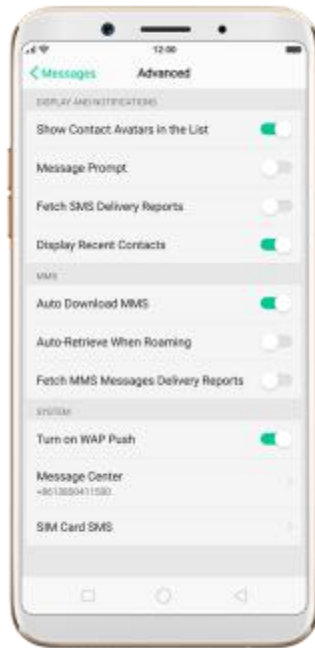 12:00
Messages
Advanced
DISPLAY AND NOTIFICATIONS
Show Contact Avatars in the List
Message Prompt
Fetch SMS Delivery Reports
Display Recent Contacts
MMS
Auto Download MMS
Auto-Retrieve When Roaming
Fetch MMS Messages Delivery Reports
SYSTEM
Turn on WAP Push
Message Center
SIM Card SMS